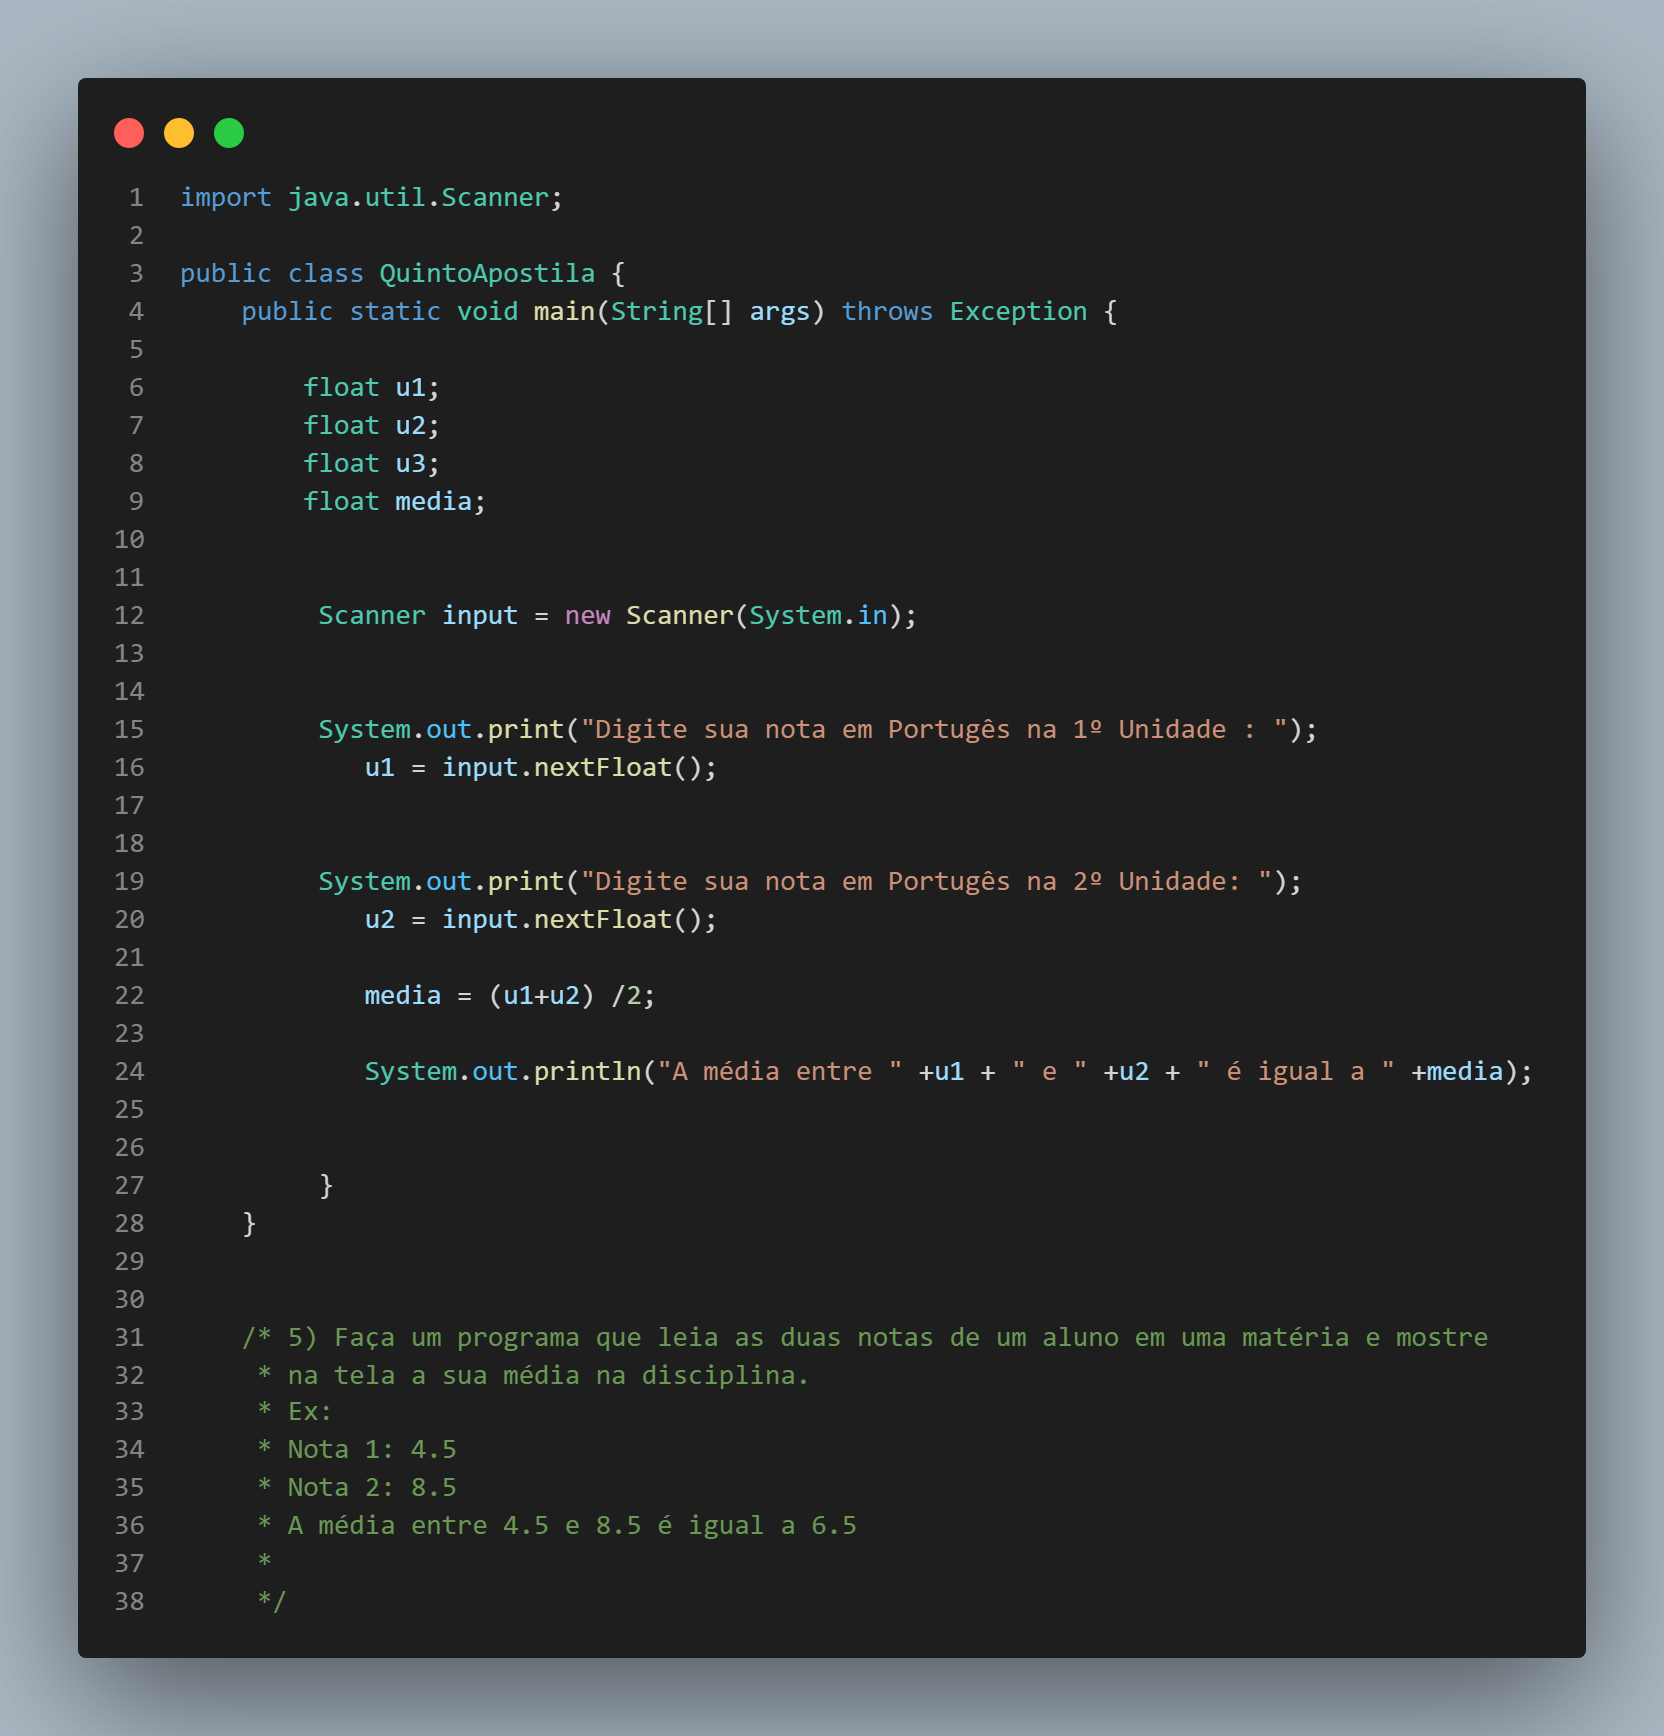 1 import java.util.Scanner;
2
3 public class QuintoApostila {
4     public static void main(String[] args) throws Exception {
5
6         float u1;
7         float u2;
8         float u3;
9         float media;
10
11
12          Scanner input = new Scanner(System.in);
13
14
15          System.out.print("Digite sua nota em Portugês na 1º Unidade : ");
16             u1 = input.nextFloat();
17
18
19          System.out.print("Digite sua nota em Portugês na 2º Unidade: ");
20             u2 = input.nextFloat();
21
22             media = (u1+u2) /2;
23
24             System.out.println("A média entre " +u1 + " e " +u2 + " é igual a " +media);
25
26
27          }
28     }
29
30
31     /* 5) Faça um programa que leia as duas notas de um aluno em uma matéria e mostre
32      * na tela a sua média na disciplina.
33      * Ex:
34      * Nota 1: 4.5
35      * Nota 2: 8.5
36      * A média entre 4.5 e 8.5 é igual a 6.5
37      *
38      */